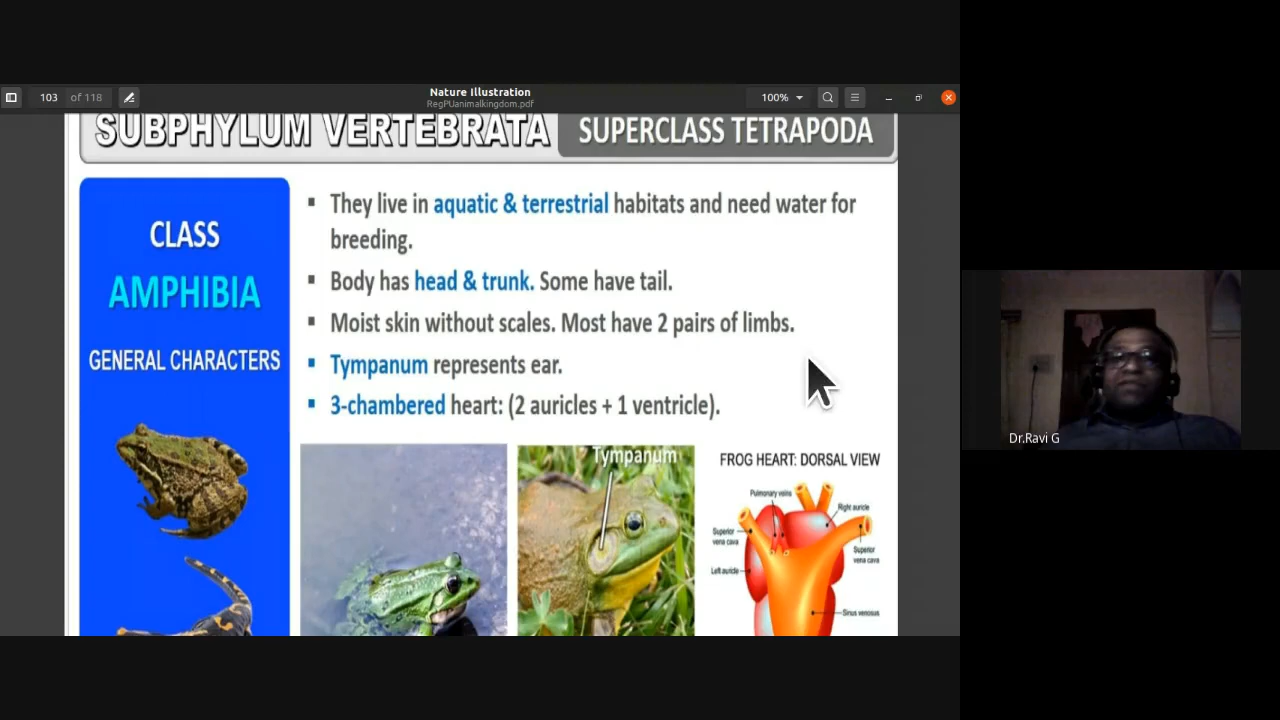 103 of 118
Nature Illustration
RegPUanimalkingdom.pdf
100%
SUBPHYLUM VERTEBRATA
SUPERCLASS TETRAPODA
CLASS
AMPHIBIA
GENERAL CHARACTERS
▪ They live in aquatic & terrestrial habitats and need water for
breeding.
▪ Body has head & trunk. Some have tail.
▪ Moist skin without scales. Most have 2 pairs of limbs.
▪ Tympanum represents ear.
▪ 3-chambered heart: (2 auricles + 1 ventricle).
Tympanum
FROG HEART: DORSAL VIEW
Pulmonary veins
Right auricle
Superior
vena cava
Superior
vena cava
Left auricle
Sinus venosus
Dr.Ravi G